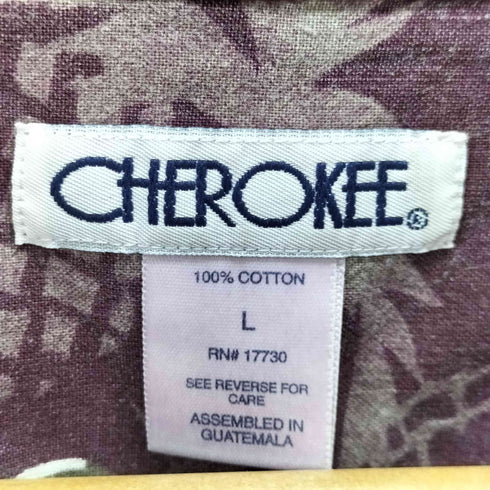 CHEROKEE®
100% COTTON
L
RN# 17730
SEE REVERSE FOR
CARE
ASSEMBLED IN
GUATEMALA